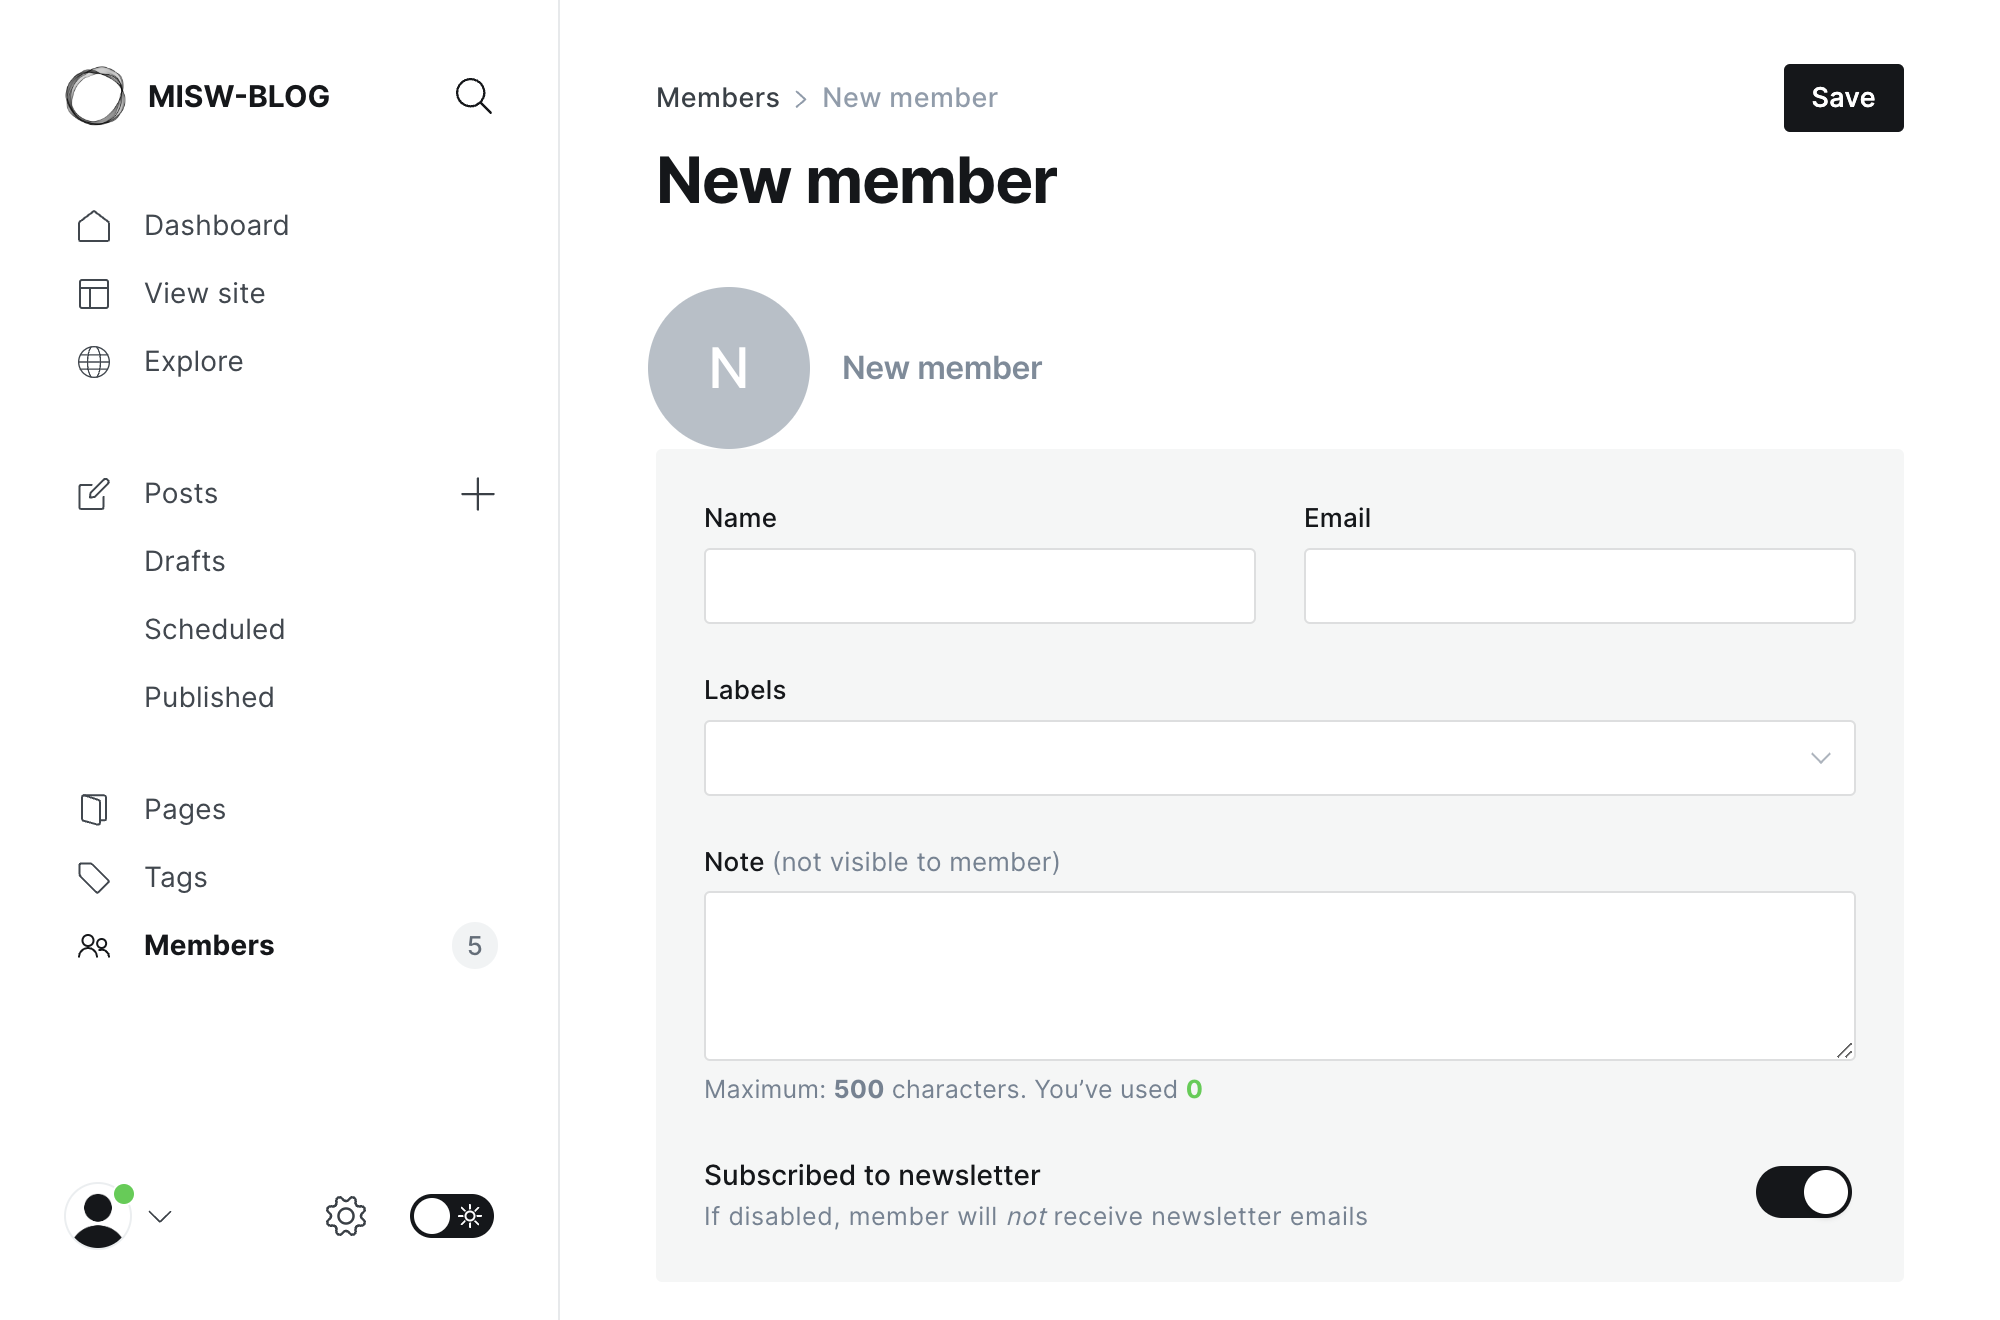 MISW-BLOG
Dashboard
View site
Explore
Posts
Drafts
Scheduled
Published
Pages
Tags
Members 5
Members > New member
Save
New member
N
New member
Name
Email
Labels
Note (not visible to member)
Maximum: 500 characters. You’ve used 0
Subscribed to newsletter
If disabled, member will not receive newsletter emails